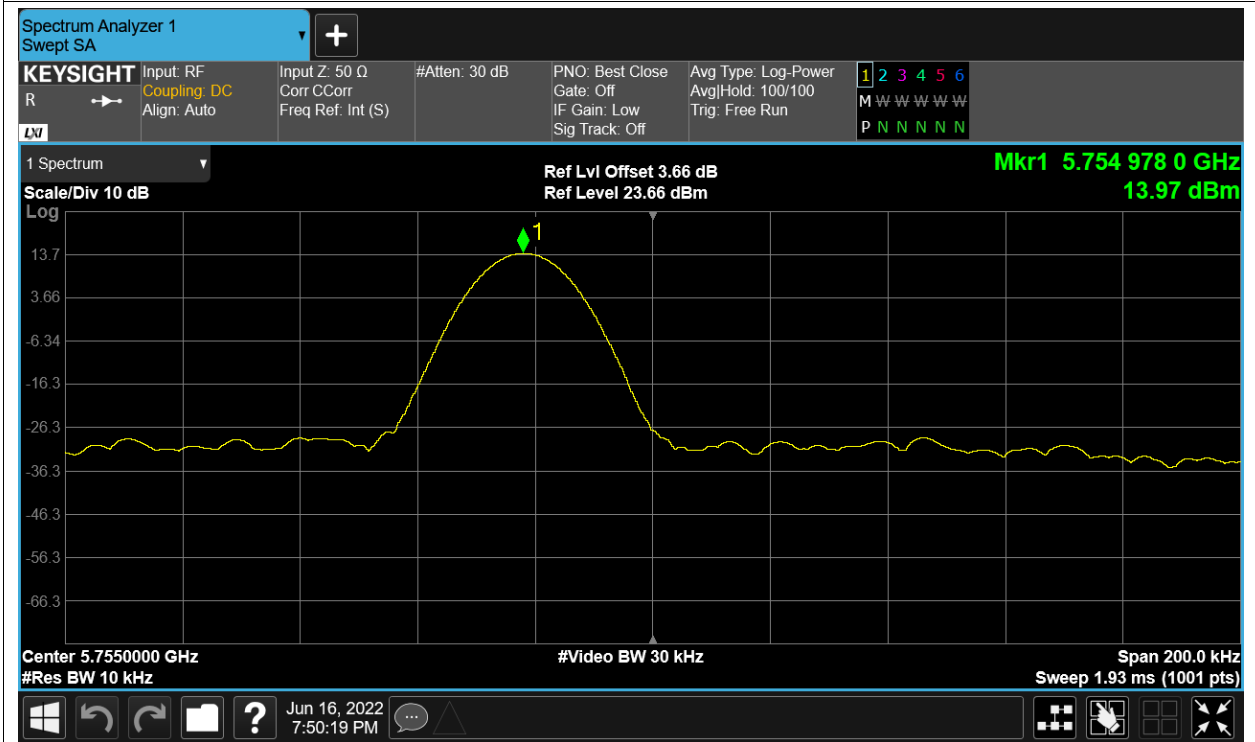 Spectrum Analyzer 1
Swept SA
KEYSIGHT
R
LXI
Input: RF
Coupling: DC
Align: Auto
Input Z: 50 Ω
Corr CCorr
Freq Ref: Int (S)
#Atten: 30 dB
PNO: Best Close
Gate: Off
IF Gain: Low
Sig Track: Off
Avg Type: Log-Power
Avg|Hold: 100/100
Trig: Free Run
1 2 3 4 5 6
M W W W W W
P N N N N N
1 Spectrum
Scale/Div 10 dB
Log
Ref Lvl Offset 3.66 dB
Ref Level 23.66 dBm
Mkr1 5.754 978 0 GHz
13.97 dBm
1
13.7
3.66
-6.34
-16.3
-26.3
-36.3
-46.3
-56.3
-66.3
Center 5.7550000 GHz
#Video BW 30 kHz
Span 200.0 kHz
#Res BW 10 kHz
Sweep 1.93 ms (1001 pts)
?
Jun 16, 2022
7:50:19 PM